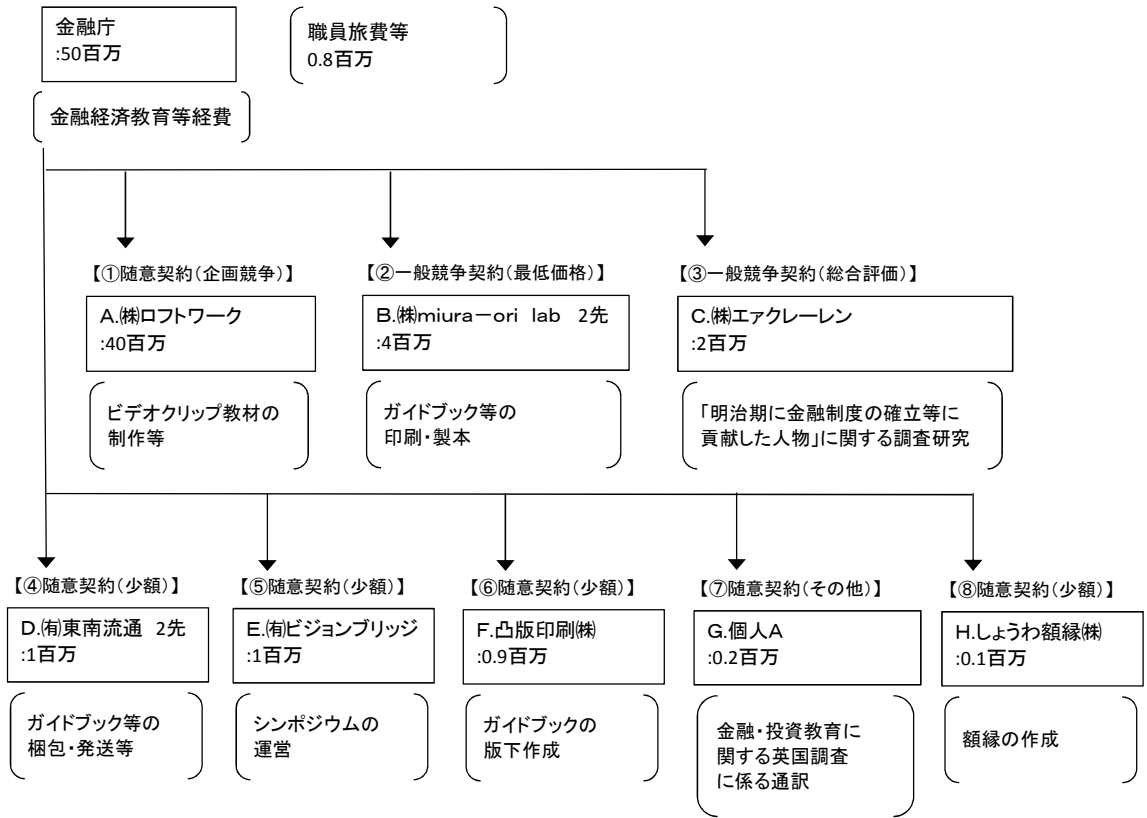 金融庁
:50百万
職員旅費等
0.8百万
金融経済教育等経費
【①随意契約(企画競争)】
A.㈱ロフトワーク
:40百万
ビデオクリップ教材の
制作等
【②一般競争契約(最低価格)】
B.㈱miura－ori lab 2先
:4百万
ガイドブック等の
印刷・製本
【③一般競争契約(総合評価)】
C.㈱エァクレーレン
:2百万
「明治期に金融制度の確立等に
貢献した人物」に関する調査研究
【④随意契約(少額)】
D.㈲東南流通 2先
:1百万
ガイドブック等の
梱包・発送等
【⑤随意契約(少額)】
E.㈲ビジョンブリッジ
:1百万
シンポジウムの
運営
【⑥随意契約(少額)】
F.凸版印刷㈱
:0.9百万
ガイドブックの
版下作成
【⑦随意契約(その他)】
G.個人A
:0.2百万
金融・投資教育に
関する英国調査
に係る通訳
【⑧随意契約(少額)】
H.しょうわ額縁㈱
:0.1百万
額縁の作成